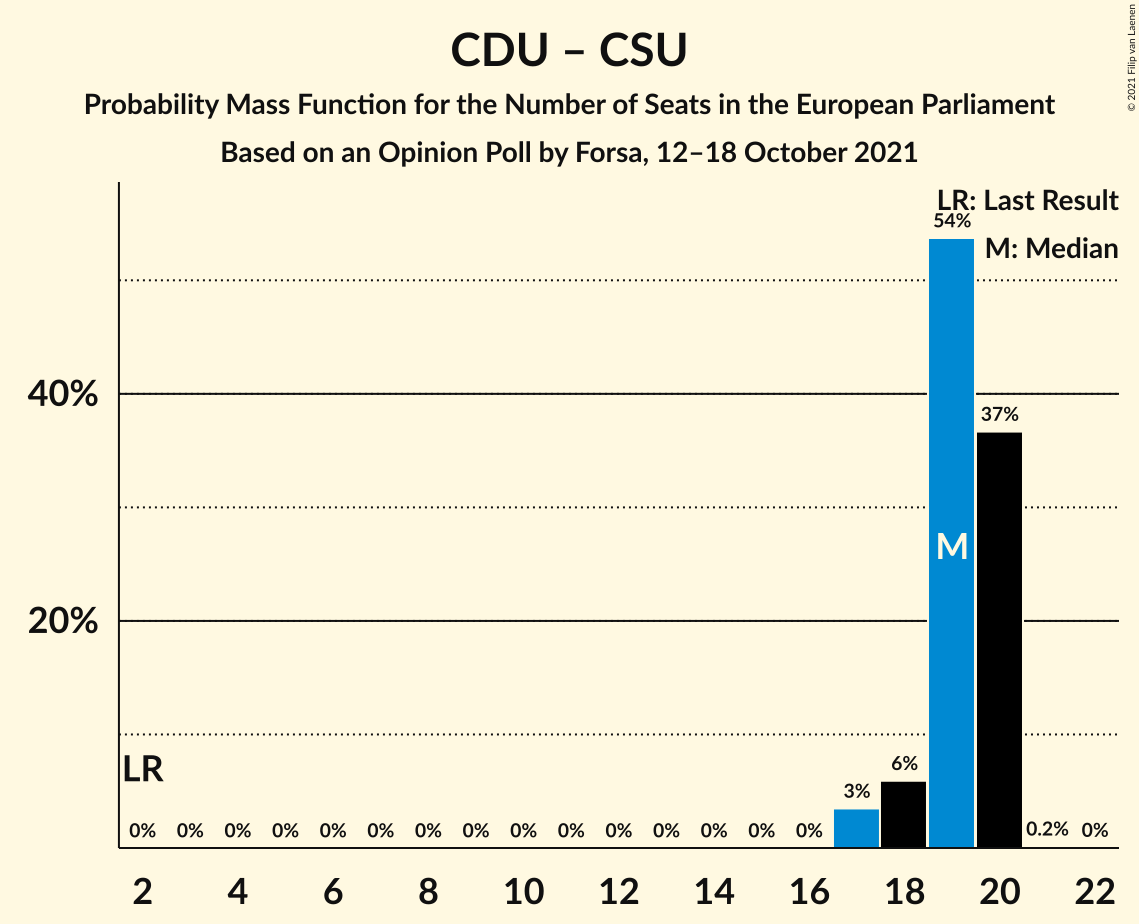 CDU – CSU
Probability Mass Function for the Number of Seats in the European Parliament
Based on an Opinion Poll by Forsa, 12–18 October 2021
© 2021 Filip van Laenen
LR: Last Result
54%
M: Median
40%
37%
M
20%
LR
6%
3%
0% 0% 0% 0% 0% 0% 0% 0% 0% 0% 0% 0% 0% 0% 0% 0.2% 0%
2 4 6 8 10 12 14 16 18 20 22